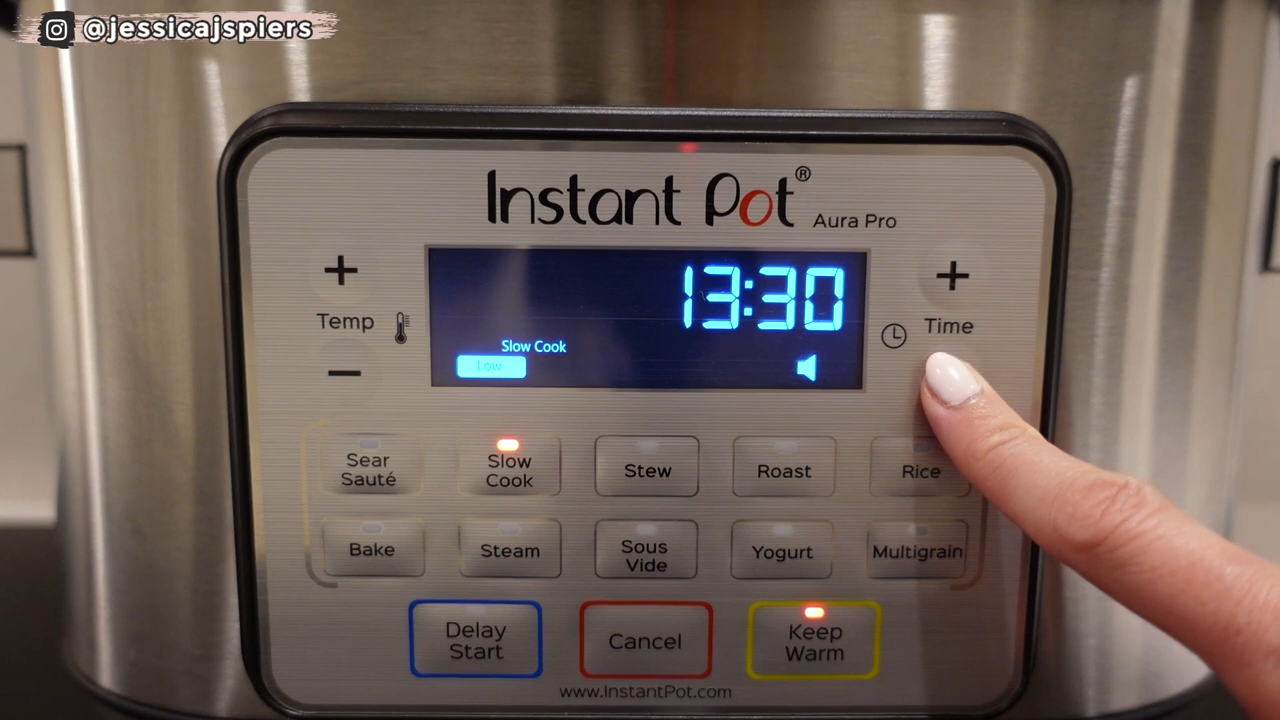 @jessicajspiers
Instant Pot® Aura Pro
+
+
13:30
Temp
Time
Slow Cook
Low
−
Sear
Sauté
Slow
Cook
Stew
Roast
Rice
Bake
Steam
Sous
Vide
Yogurt
Multigrain
Delay
Start
Cancel
Keep
Warm
www.InstantPot.com